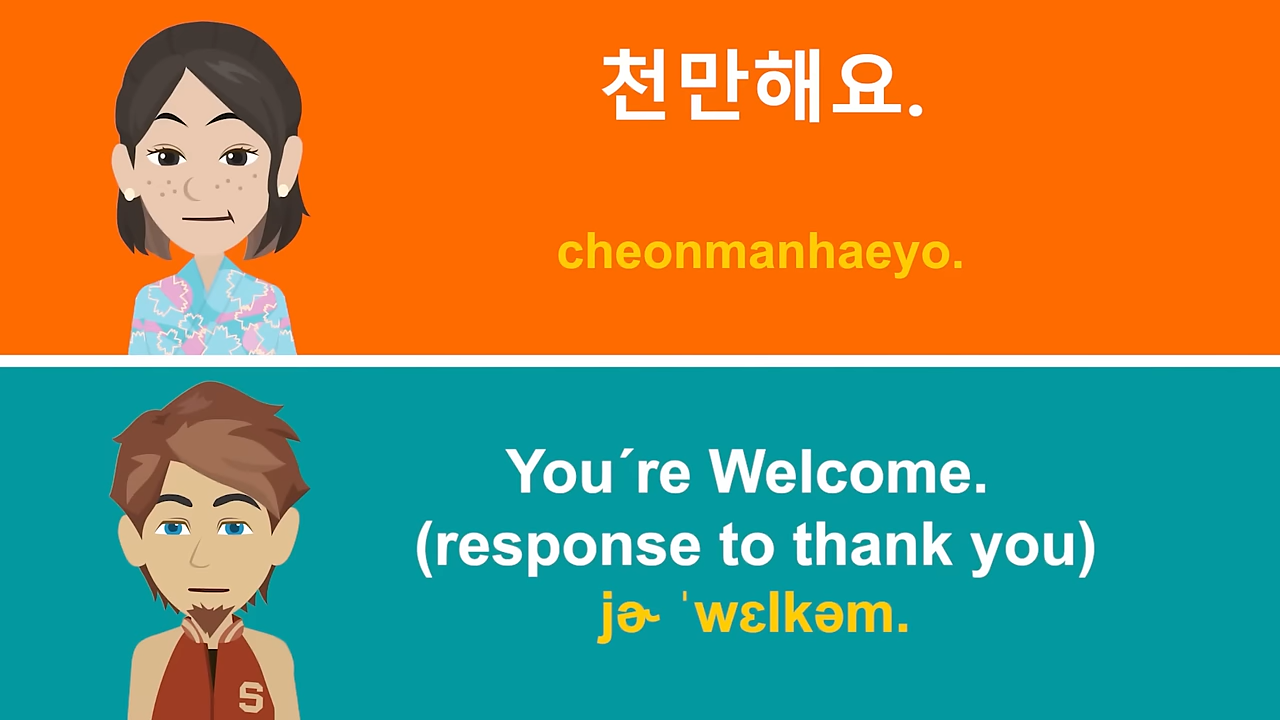 천만해요.
cheonmanhaeyo.
You´re Welcome.
(response to thank you)
jɚ ˈwɛlkəm.
S